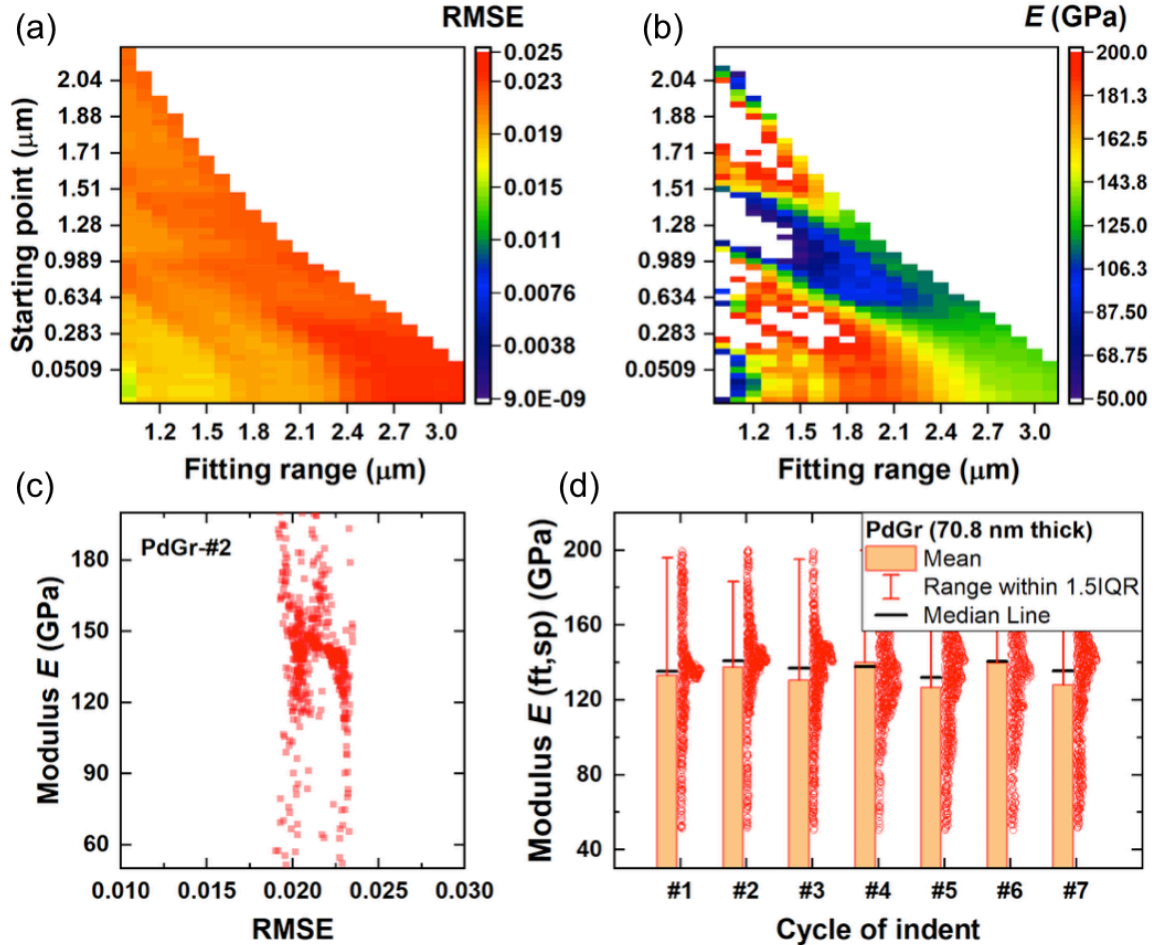 (a)
RMSE
0.025
0.023
0.019
0.015
0.011
0.0076
0.0038
9.0E-09
Starting point (μm)
2.04
1.88
1.71
1.51
1.28
0.989
0.634
0.283
0.0509
1.2 1.5 1.8 2.1 2.4 2.7 3.0
Fitting range (μm)
(b)
E (GPa)
200.0
181.3
162.5
143.8
125.0
106.3
87.50
68.75
50.00
2.04
1.88
1.71
1.51
1.28
0.989
0.634
0.283
0.0509
1.2 1.5 1.8 2.1 2.4 2.7 3.0
Fitting range (μm)
(c)
PdGr-#2
Modulus E (GPa)
180
150
120
90
60
0.010 0.015 0.020 0.025 0.030
RMSE
(d)
PdGr (70.8 nm thick)
Mean
Range within 1.5IQR
Median Line
Modulus E (ft,sp) (GPa)
200
160
120
80
40
#1 #2 #3 #4 #5 #6 #7
Cycle of indent